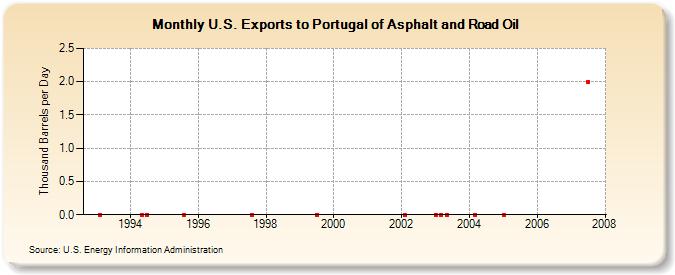 Monthly U.S. Exports to Portugal of Asphalt and Road Oil
Thousand Barrels per Day
2.5
2.0
1.5
1.0
0.5
0.0
1994 1996 1998 2000 2002 2004 2006 2008
Source: U.S. Energy Information Administration